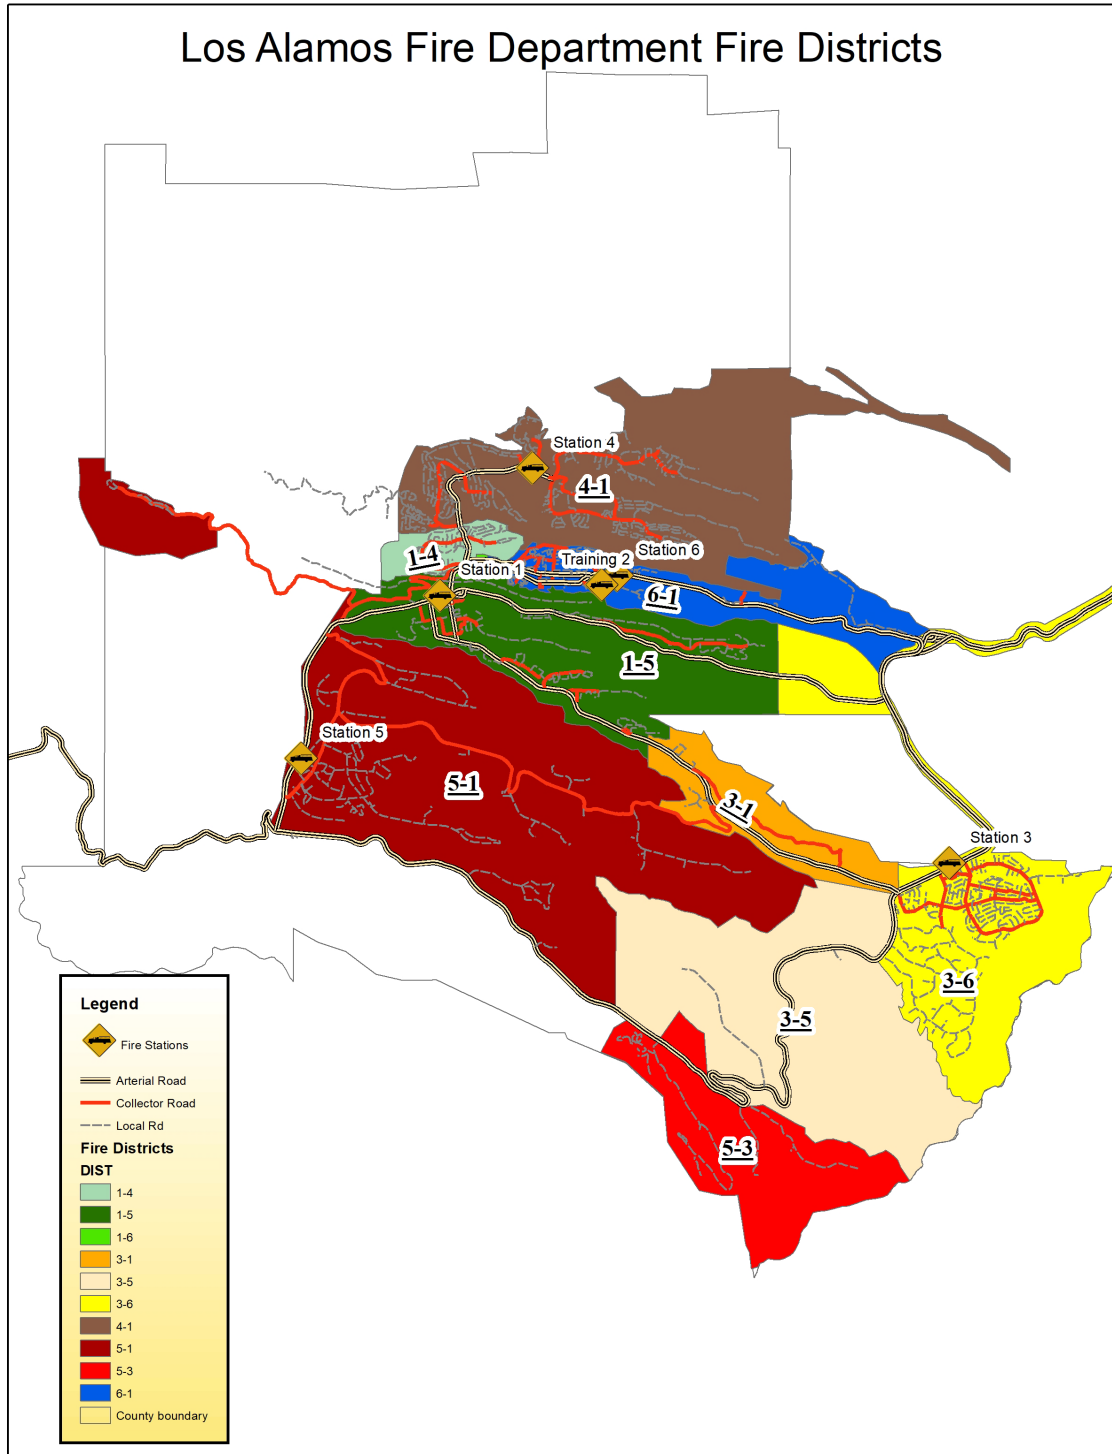 Los Alamos Fire Department Fire Districts
Station 4
4-1
Station 6
1-4
Training 2
Station 1
6-1
1-5
Station 5
5-1
3-1
Station 3
3-6
3-5
5-3
Legend
Fire Stations
Arterial Road
Collector Road
Local Rd
Fire Districts
DIST
1-4
1-5
1-6
3-1
3-5
3-6
4-1
5-1
5-3
6-1
County boundary